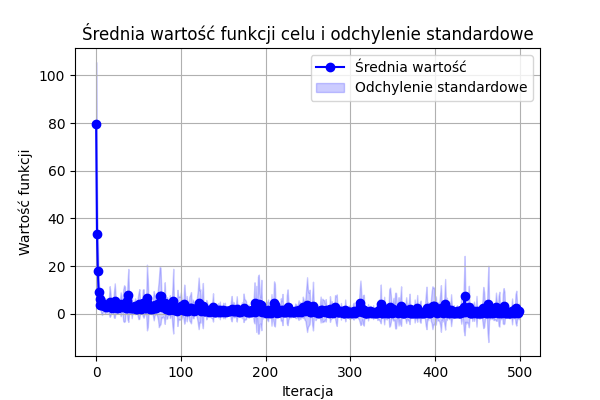 Średnia wartość funkcji celu i odchylenie standardowe
Średnia wartość
Odchylenie standardowe
Wartość funkcji
100
80
60
40
20
0
0 100 200 300 400 500
Iteracja